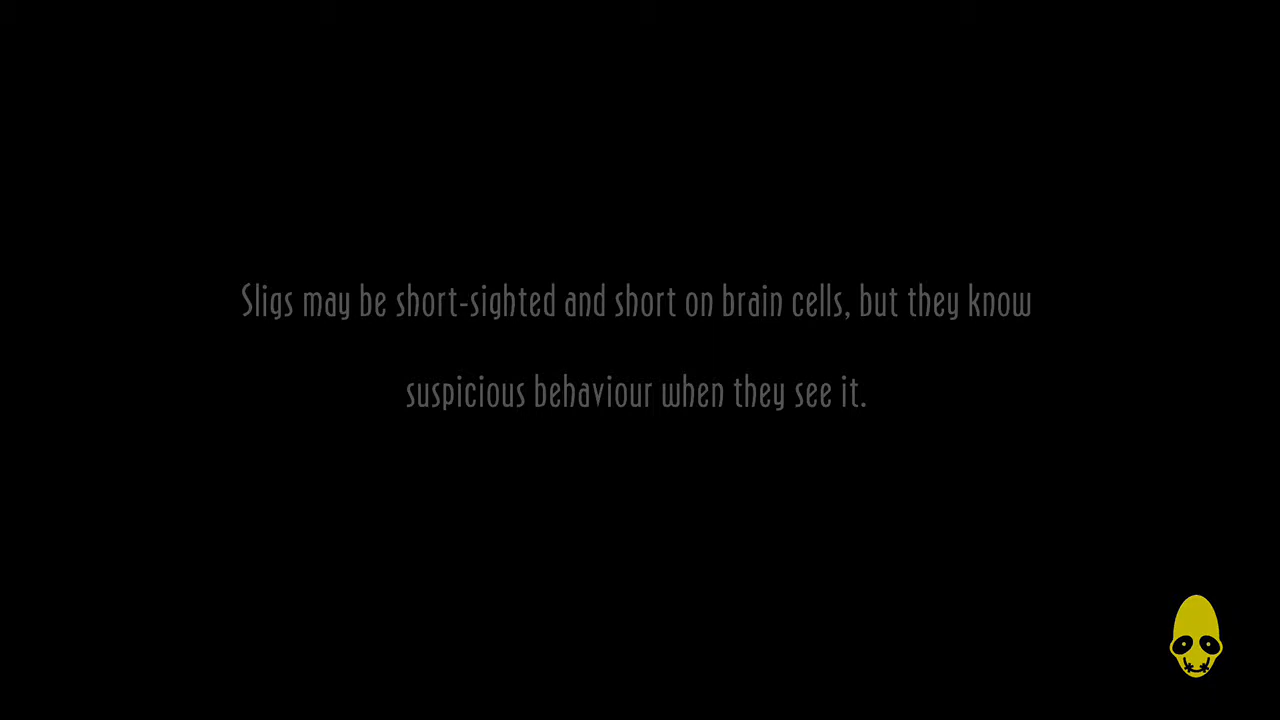 Sligs may be short-sighted and short on brain cells, but they know
suspicious behaviour when they see it.